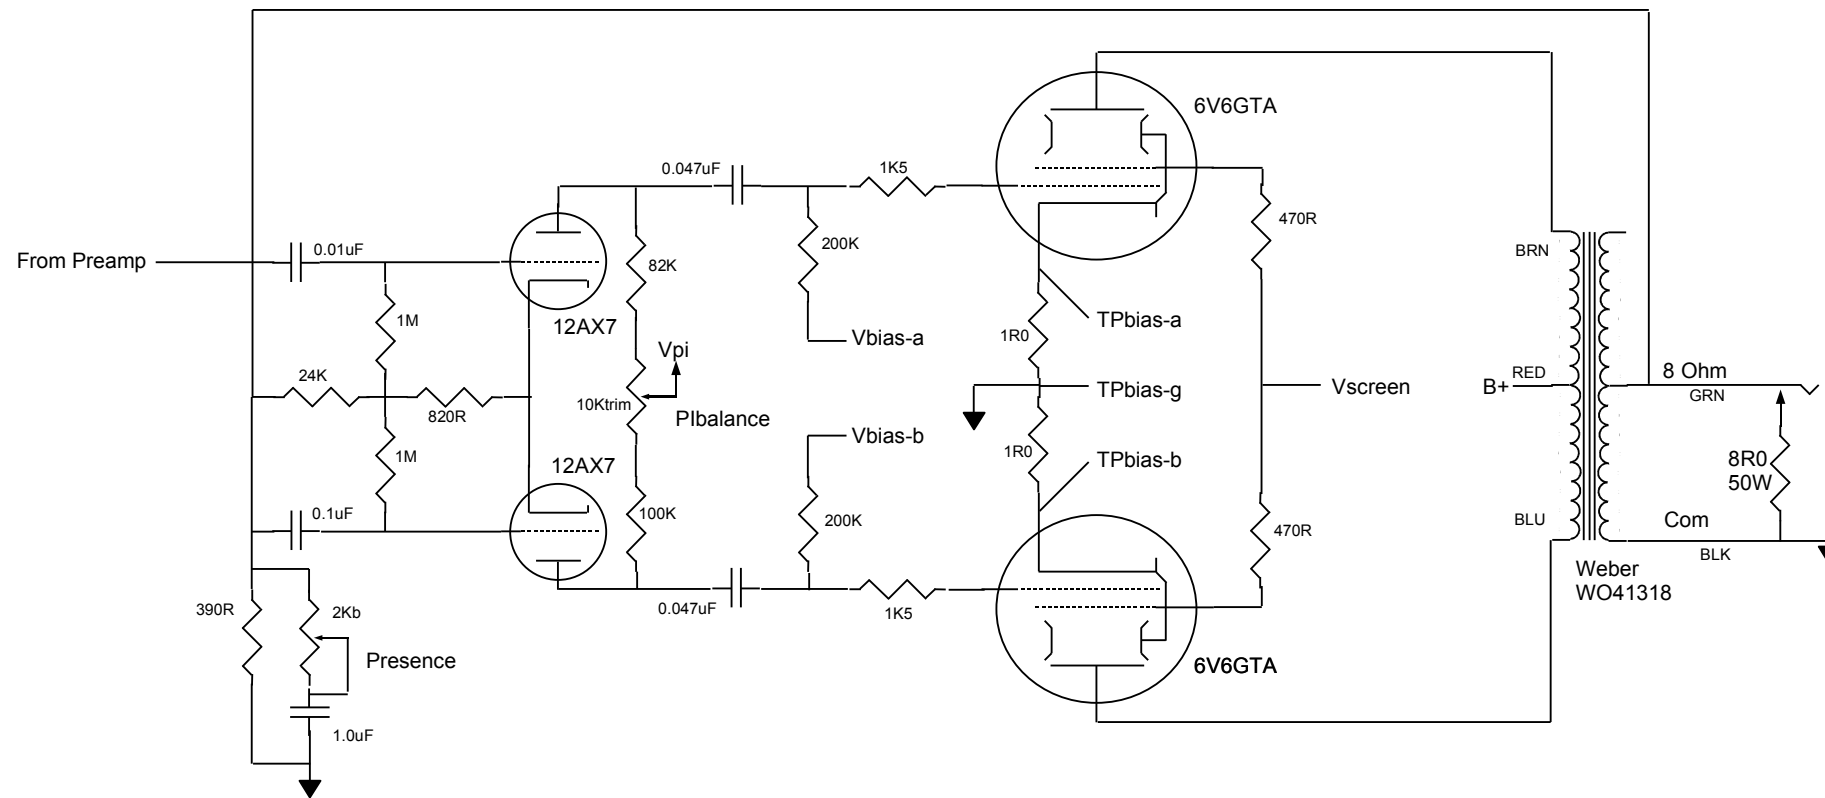 6V6GTA
0.047uF
1K5
470R
From Preamp
0.01uF
82K
200K
BRN
12AX7
1M
TPbias-a
Vpi
1R0
Vbias-a
24K
820R
10Ktrim
PIbalance
TPbias-g
Vscreen
B+
RED
8 Ohm
GRN
Vbias-b
1M
1R0
TPbias-b
12AX7
8R0
50W
0.1uF
100K
200K
470R
BLU
Com
BLK
Weber
WO41318
390R
2Kb
0.047uF
1K5
Presence
6V6GTA
1.0uF